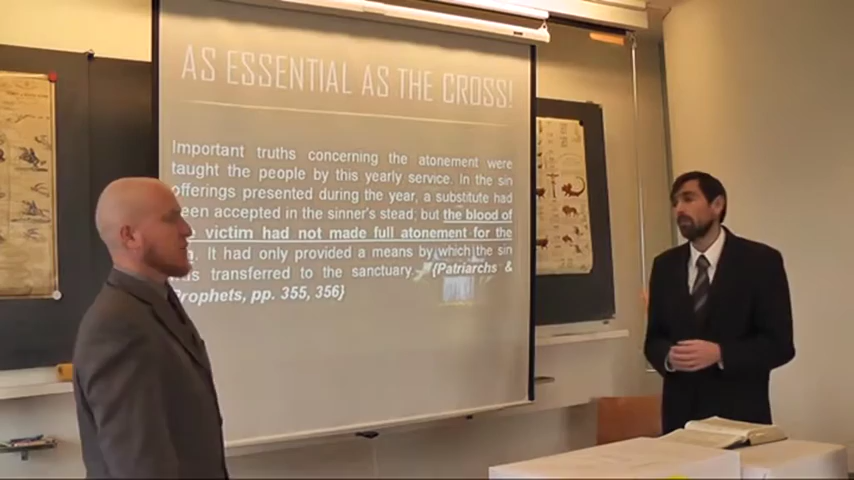 AS ESSENTIAL AS THE CROSS!
Important truths concerning the atonement were
taught the people by this yearly service. In the sin
offerings presented during the year, a substitute had
been accepted in the sinner's stead; but the blood of
victim had not made full atonement for the
It had only provided a means by which the sin
was transferred to the sanctuary. {Patriarchs &
Prophets, pp. 355, 356}